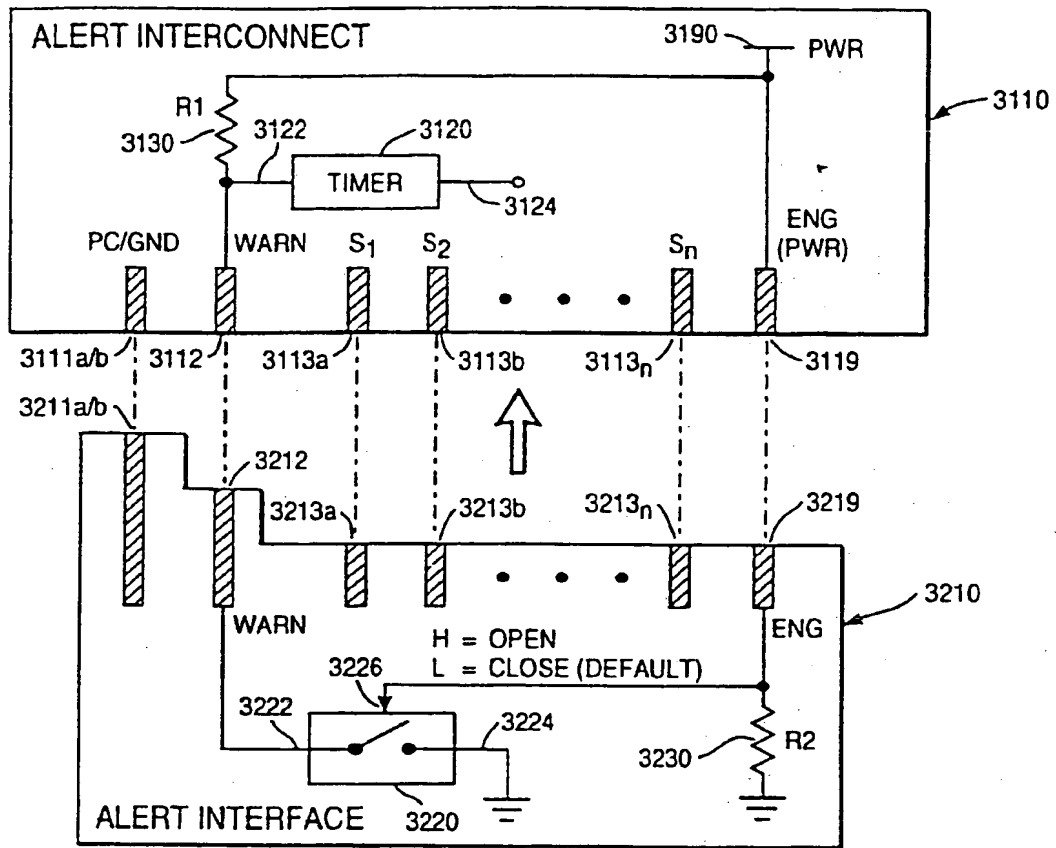 ALERT INTERCONNECT
3190
PWR
3110
R1
3130
3122
3120
TIMER
3124
PC/GND
WARN
S1
S2
Sn
ENG
(PWR)
3111a/b
3112
3113a
3113b
3113n
3119
3211a/b
3212
3213a
3213b
3213n
3219
3210
WARN
H = OPEN
L = CLOSE (DEFAULT)
ENG
3226
3222
3224
3230
R2
3220
ALERT INTERFACE